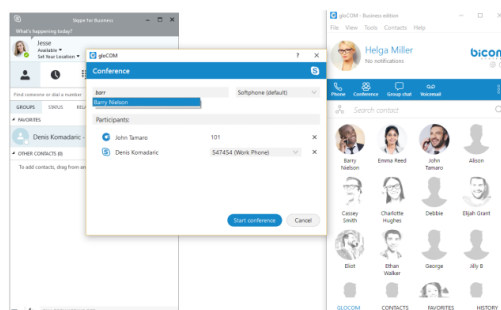 Skype for Business
What's happening today?
Jesse
Available
Set Your Location
Find someone or dial a number
GROUPS STATUS
FAVORITES
Denis Komadaric -
OTHER CONTACTS (0)
To add contacts, drag from an
gloCOM
?
Conference
barr
Softphone (default)
Barry Nielson
Participants:
John Tamaro 101
Denis Komadaric 547454 (Work Phone)
Start conference Cancel
gloCOM - Business edition
File View Tools Contacts Help
Helga Miller
No notifications
bicom
Phone Conference Group chat Voicemail
Search contact
Barry Nielson
Emma Reed
John Tamaro
Alison
Cassey Smith
Charlotte Hughes
Debbie
Elijah Grant
Eliot
Ethan Walker
George
Jilly B
GLOCOM CONTACTS FAVORITES HISTORY